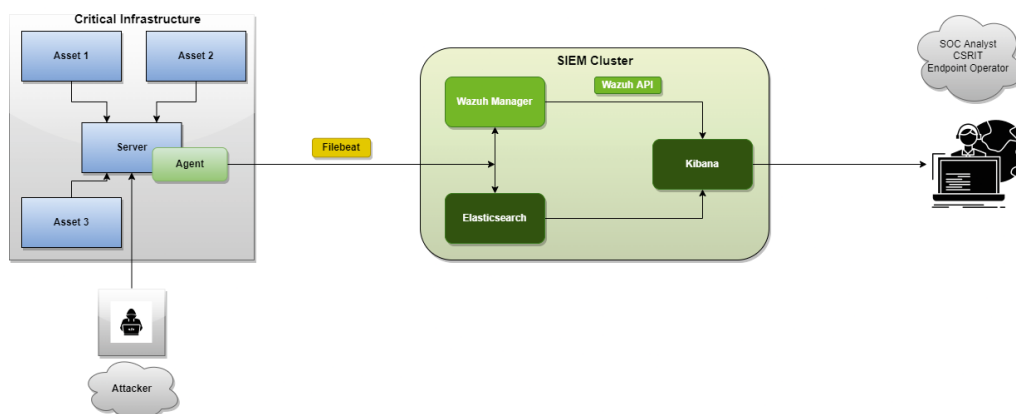 Critical Infrastructure
Asset 1
Asset 2
Server
Agent
Asset 3
Attacker
Filebeat
SIEM Cluster
Wazuh Manager
Wazuh API
Elasticsearch
Kibana
SOC Analyst
CSRIT
Endpoint Operator